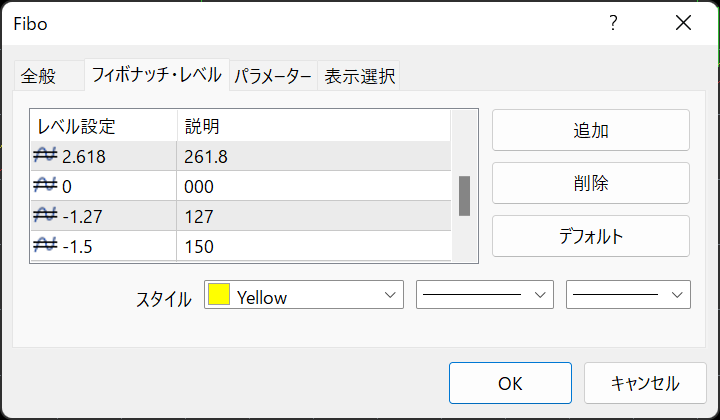 Fibo
全般 フィボナッチ・レベル パラメーター 表示選択
レベル設定 説明
2.618 261.8
0 000
-1.27 127
-1.5 150
追加
削除
デフォルト
スタイル Yellow
OK キャンセル